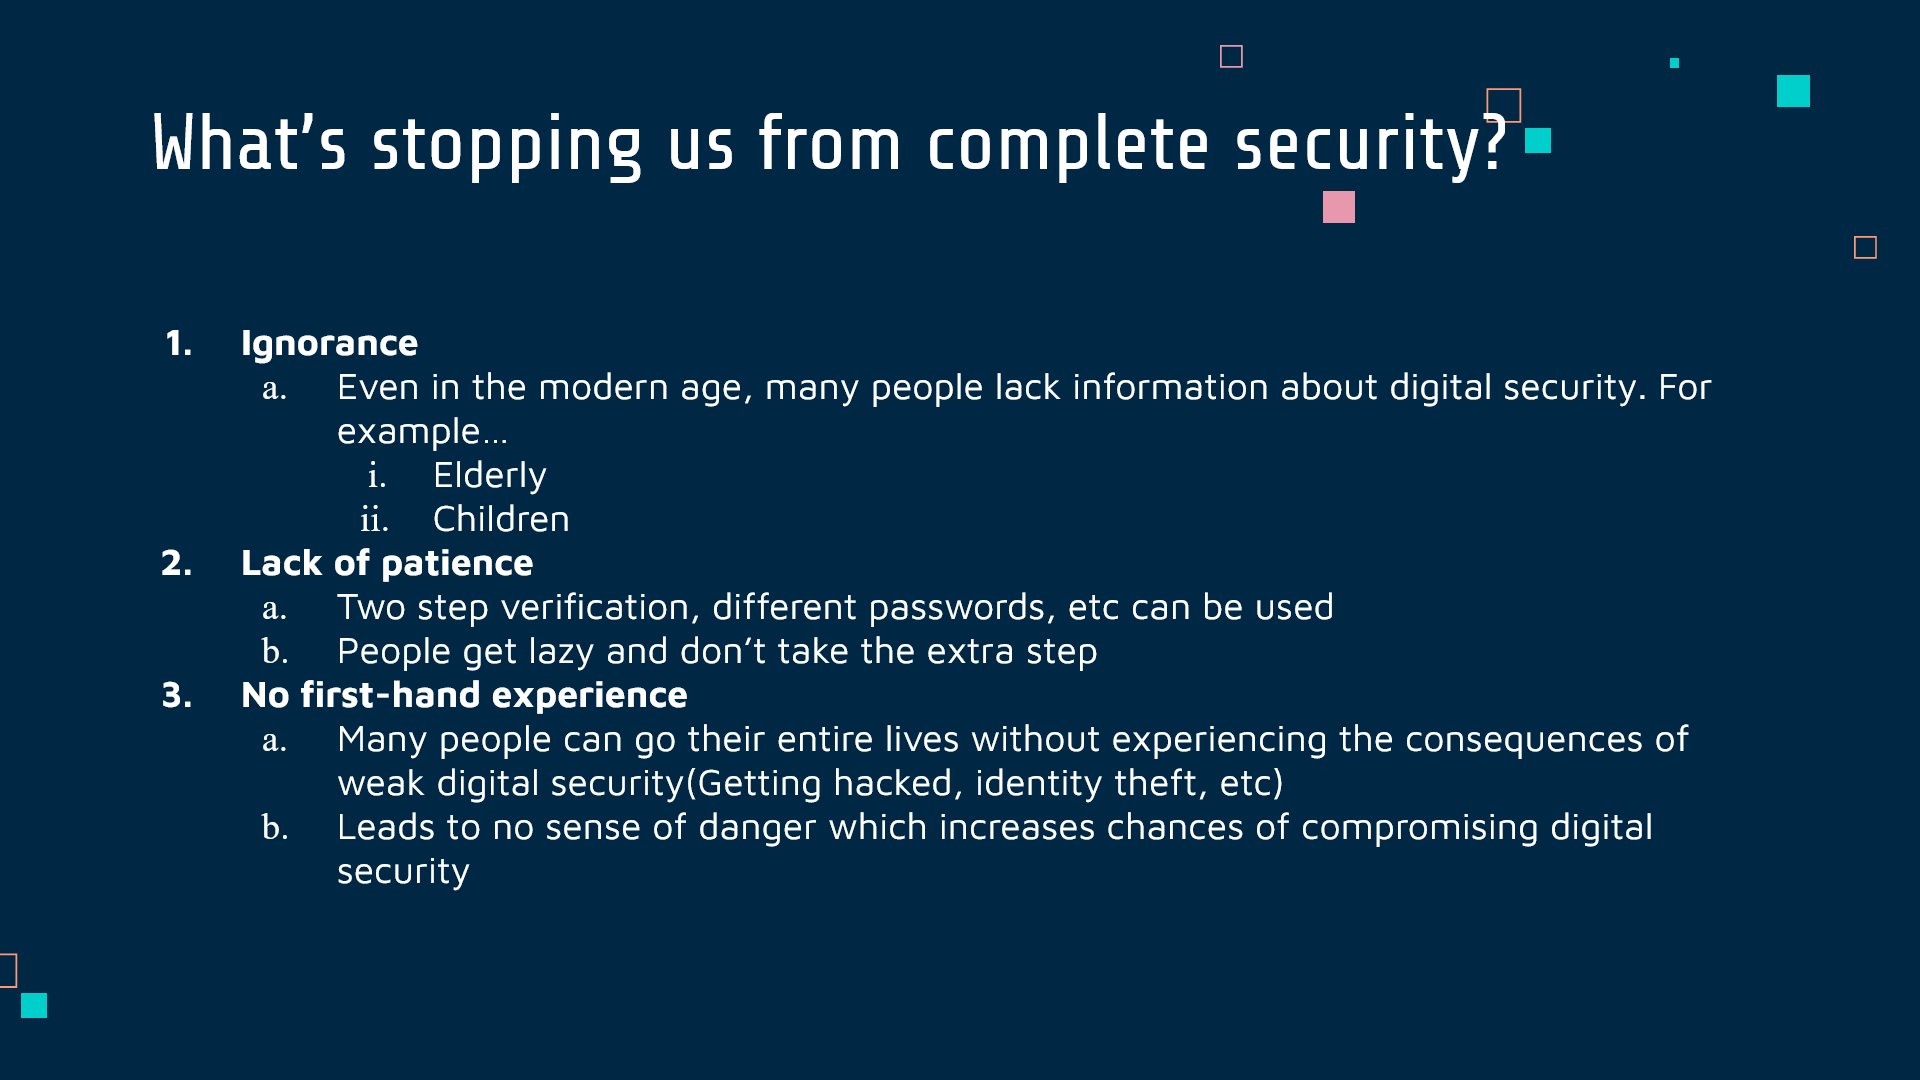 What’s stopping us from complete security?
1. Ignorance
a. Even in the modern age, many people lack information about digital security. For
example...
i. Elderly
ii. Children
2. Lack of patience
a. Two step verification, different passwords, etc can be used
b. People get lazy and don’t take the extra step
3. No first-hand experience
a. Many people can go their entire lives without experiencing the consequences of
weak digital security(Getting hacked, identity theft, etc)
b. Leads to no sense of danger which increases chances of compromising digital
security